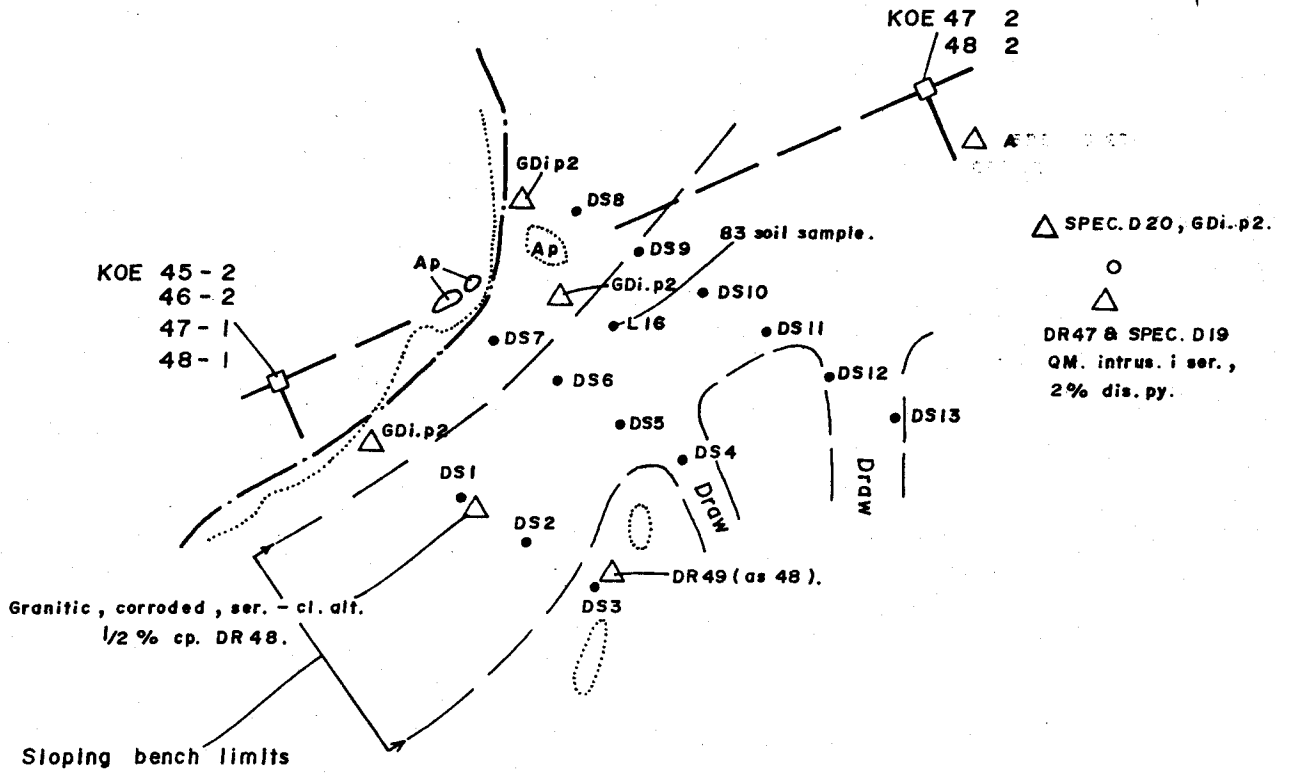 KOE 47 2
48 2
A
GDi p2
DS8
SPEC. D20, GDi.. p2.
83 soil sample.
Ap
DS9
Ap
KOE 45-2
46-2
47-1
48-1
GDi.p2
DS10
L16
DS11
DS7
DR47 & SPEC. D19
QM. intrus. i ser.,
2% dis. py.
DS6
DS12
DS13
GDi.p2
DS5
DS4
DS1
Draw
Draw
DS2
DR49 (as 48).
DS3
Granitic, corroded, ser. - cl. alt.
1/2 % cp. DR48.
Sloping bench limits